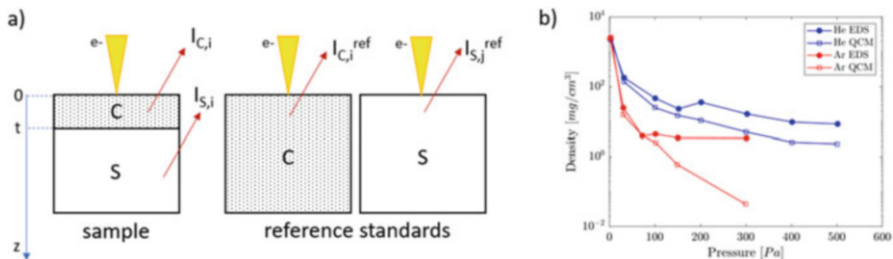 a)
e-
I_C,i
e-
I_C,i^ref
e-
I_S,j^ref
0
C
I_S,i
t
S
C
S
z
sample
reference standards
b)
10^4
10^2
10^0
10^-2
Density [mg/cm^3]
He EDS
He QCM
Ar EDS
Ar QCM
0 100 200 300 400 500 600
Pressure [Pa]